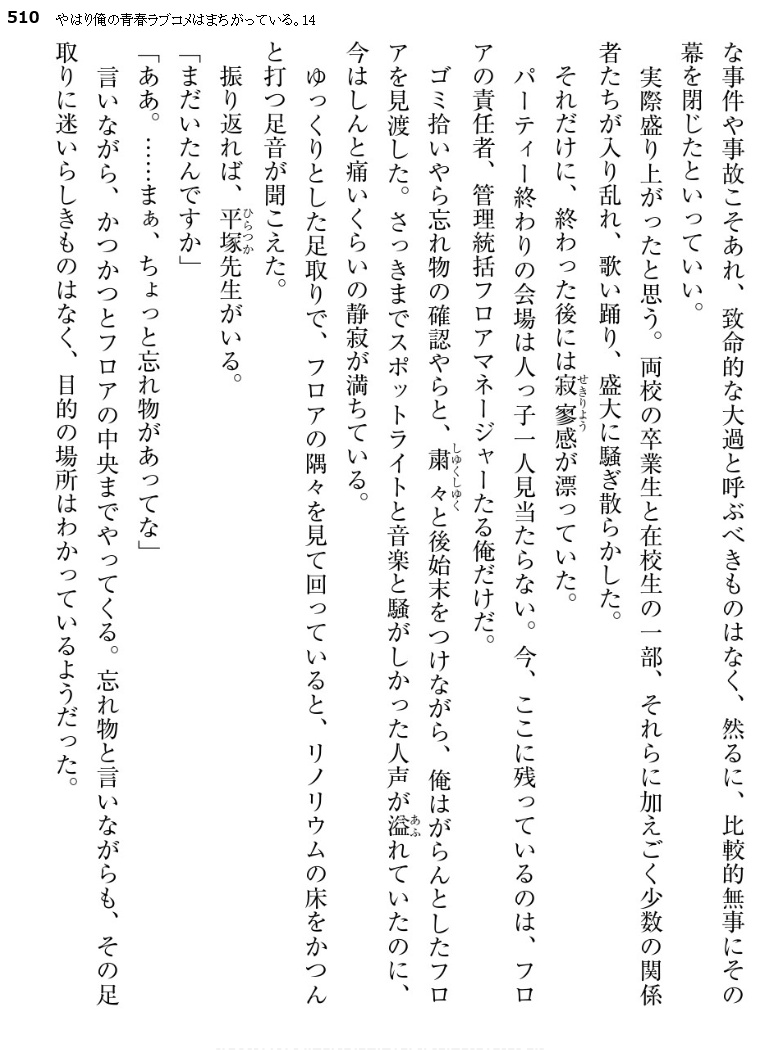 510 やはり俺の青春ラブコメはまちがっている。14
な事件や事故こそあれ、致命的な大過と呼ぶべきものはなく、然るに、比較的無事にその
幕を閉じたといっていい。
実際盛り上がったと思う。両校の卒業生と在校生の一部、それらに加えごく少数の関係
者たちが入り乱れ、歌い踊り、盛大に騒ぎ散らかした。
それだけに、終わった後には寂寥感が漂っていた。
パーティー終わりの会場は人っ子一人見当たらない。今、ここに残っているのは、フロ
アの責任者、管理統括フロアマネージャーたる俺だけだ。
ゴミ拾いやら忘れ物の確認やらと、粛々と後始末をつけながら、俺はがらんとしたフロ
アを見渡した。さっきまでスポットライトと音楽と騒がしかった人声が溢れていたのに、
今はしんと痛いくらいの静寂が満ちている。
ゆっくりとした足取りで、フロアの隅々を見て回っていると、リノリウムの床をかつん
と打つ足音が聞こえた。
振り返れば、平塚先生がいる。
「まだいたんですか」
「ああ。……まぁ、ちょっと忘れ物があってな」
言いながら、かつかつとフロアの中央までやってくる。忘れ物と言いながらも、その足
取りに迷いらしきものはなく、目的の場所はわかっているようだった。